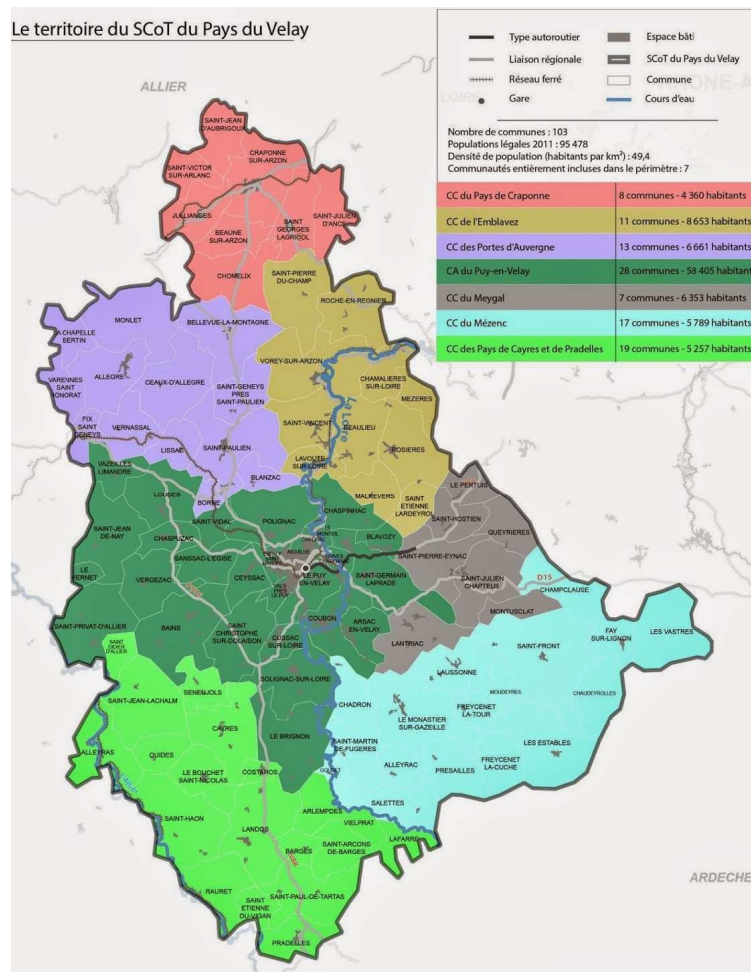 Le territoire du SCoT du Pays du Velay
Type autoroutier
Espace bâti
Liaison régionale
SCoT du Pays du Velay
Réseau ferré
Commune
Gare
Cours d'eau
Nombre de communes : 103
Populations légales 2011 : 95 478
Densité de population (habitants par km²) : 49,4
Communautés entièrement incluses dans le périmètre : 7
CC du Pays de Craponne 8 communes - 4 360 habitants
CC de l'Emblavez 11 communes - 8 653 habitants
CC des Portes d'Auvergne 13 communes - 6 661 habitants
CA du Puy-en-Velay 28 communes - 58 405 habitants
CC du Meygal 7 communes - 6 353 habitants
CC du Mézenc 17 communes - 5 789 habitants
CC des Pays de Cayres et de Pradelles 19 communes - 5 257 habitants
ALLIER
LOIRE
SAINT-JEAN
D'AUBRIGOUX
CRAPONNE
SUR-ARZON
SAINT-VICTOR
SUR-ARLANC
JULLIANGES
SAINT-JULIEN
D'ANCE
SAINT
GEORGES
LAGRICOL
BEAUNE
SUR-ARZON
CHOMELIX
SAINT-PIERRE
DU-CHAMP
ROCHE-EN-REGNIER
MONLET
BELLEVUE-LA-MONTAGNE
LA CHAPELLE
BERTIN
VOREY-SUR-ARZON
ALLEGRE
CEAUX-D'ALLEGRE
CHAMALIERES
SUR-LOIRE
VARENNES
SAINT
HONORAT
SAINT-GENEYS
PRES
SAINT-PAULIEN
MEZERES
La Loire
FIX
SAINT
GENEYS
VERNASSAL
SAINT-VINCENT
BEAULIEU
LISSAC
SAINT-PAULIEN
ROSIERES
LAVOUTE
SUR-LOIRE
VAZEILLES
LIMANDRE
BLANZAC
LE PERTUIS
LOUDES
BORNE
MALREVERS
SAINT
ETIENNE
LARDEYROL
CHASPINHAC
SAINT-HOSTIEN
SAINT-VIDAL
POLIGNAC
SAINT-JEAN
DE-NAY
CHASPUZAC
BLAVOZY
QUEYRIERES
LE
MONTEIL
AIGUILHE
SAINT-PIERRE-EYNAC
SANSSAC-L'EGISE
LE
VERNET
CEYSSAC
LE PUY
EN-VELAY
VERGEZAC
VALS
PRES
LE-PUY
SAINT-GERMAIN
LAPRADE
SAINT-JULIEN
CHAPTEUIL
D15
CHAMPCLAUSE
COUBON
ARSAC
EN-VELAY
MONTUSCLAT
SAINT-PRIVAT-D'ALLIER
BAINS
SAINT
CHRISTOPHE
SUR-DOLAISON
CUSSAC
SUR-LOIRE
LANTRIAC
FAY
SUR-LIGNON
LES VASTRES
SAINT
DIDIER
D'ALLIER
SAINT-FRONT
LAUSSONNE
SOLIGNAC-SUR-LOIRE
SENEUJOLS
MOUDEYRES
CHAUDEYROLLES
SAINT-JEAN-LACHALM
CHADRON
LE MONASTIER
SUR-GAZEILLE
FREYCENET
LA-TOUR
CAYRES
LE BRIGNON
SAINT-MARTIN
DE-FUGERES
LES ESTABLES
ALLEYRAS
OUIDES
ALLEYRAC
FREYCENET
LA-CUCHE
PRESAILLES
LE BOUCHET
SAINT-NICOLAS
COSTAROS
GOUDET
SALETTES
ARLEMPDES
SAINT-HAON
VIELPRAT
LANDOS
LAFARRE
BARGES
SAINT-ARCONS
DE-BARGES
N88
RAURET
SAINT
ETIENNE
DU-VIGAN
SAINT-PAUL-DE-TARTAS
PRADELLES
ARDECHE